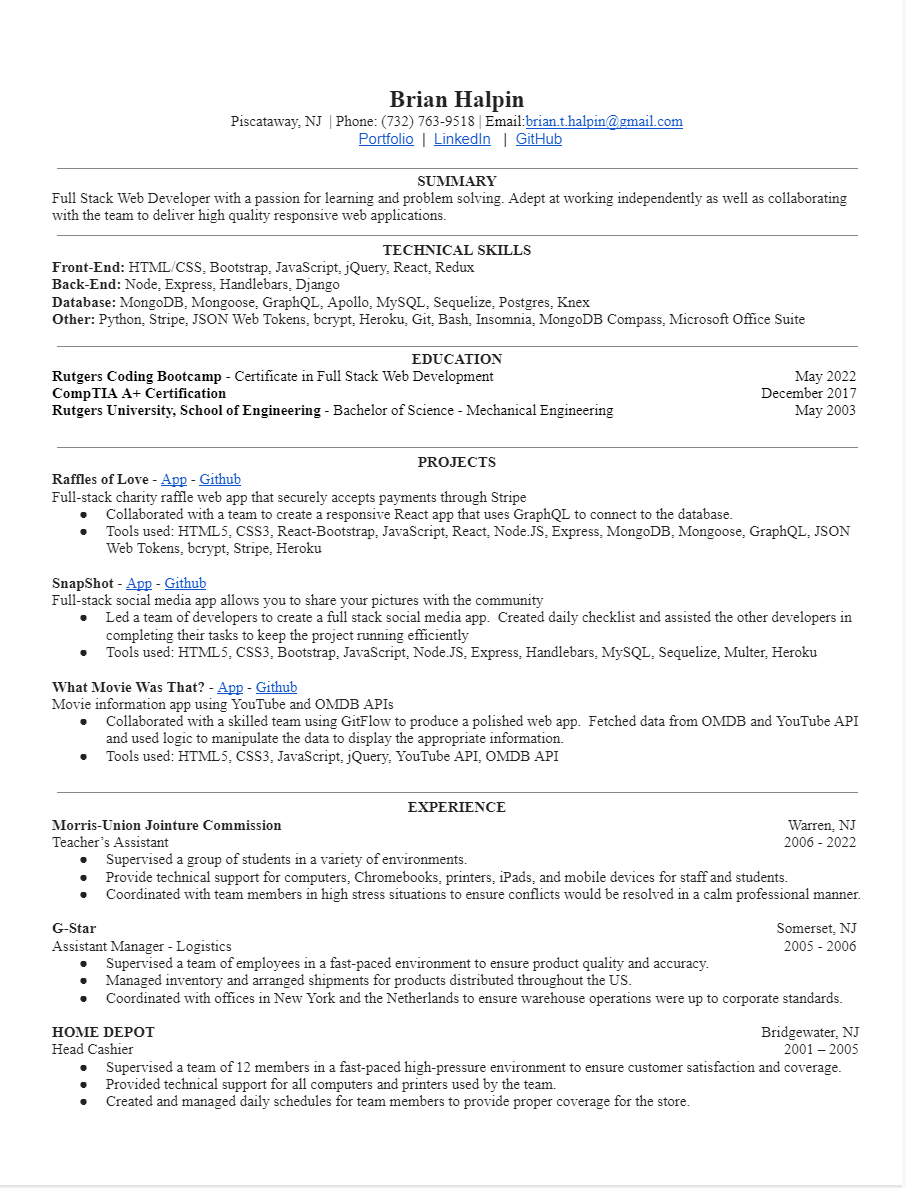 Brian Halpin
Piscataway, NJ | Phone: (732) 763-9518 | Email:brian.t.halpin@gmail.com
Portfolio | LinkedIn | GitHub
SUMMARY
Full Stack Web Developer with a passion for learning and problem solving. Adept at working independently as well as collaborating
with the team to deliver high quality responsive web applications.
TECHNICAL SKILLS
Front-End: HTML/CSS, Bootstrap, JavaScript, jQuery, React, Redux
Back-End: Node, Express, Handlebars, Django
Database: MongoDB, Mongoose, GraphQL, Apollo, MySQL, Sequelize, Postgres, Knex
Other: Python, Stripe, JSON Web Tokens, bcrypt, Heroku, Git, Bash, Insomnia, MongoDB Compass, Microsoft Office Suite
EDUCATION
Rutgers Coding Bootcamp - Certificate in Full Stack Web Development May 2022
CompTIA A+ Certification December 2017
Rutgers University, School of Engineering - Bachelor of Science - Mechanical Engineering May 2003
PROJECTS
Raffles of Love - App - Github
Full-stack charity raffle web app that securely accepts payments through Stripe
● Collaborated with a team to create a responsive React app that uses GraphQL to connect to the database.
● Tools used: HTML5, CSS3, React-Bootstrap, JavaScript, React, Node.JS, Express, MongoDB, Mongoose, GraphQL, JSON
Web Tokens, bcrypt, Stripe, Heroku
SnapShot - App - Github
Full-stack social media app allows you to share your pictures with the community
● Led a team of developers to create a full stack social media app. Created daily checklist and assisted the other developers in
completing their tasks to keep the project running efficiently
● Tools used: HTML5, CSS3, Bootstrap, JavaScript, Node.JS, Express, Handlebars, MySQL, Sequelize, Multer, Heroku
What Movie Was That? - App - Github
Movie information app using YouTube and OMDB APIs
● Collaborated with a skilled team using GitFlow to produce a polished web app. Fetched data from OMDB and YouTube API
and used logic to manipulate the data to display the appropriate information.
● Tools used: HTML5, CSS3, JavaScript, jQuery, YouTube API, OMDB API
EXPERIENCE
Morris-Union Jointure Commission Warren, NJ
Teacher's Assistant 2006 - 2022
● Supervised a group of students in a variety of environments.
● Provide technical support for computers, Chromebooks, printers, iPads, and mobile devices for staff and students.
● Coordinated with team members in high stress situations to ensure conflicts would be resolved in a calm professional manner.
G-Star Somerset, NJ
Assistant Manager - Logistics 2005 - 2006
● Supervised a team of employees in a fast-paced environment to ensure product quality and accuracy.
● Managed inventory and arranged shipments for products distributed throughout the US.
● Coordinated with offices in New York and the Netherlands to ensure warehouse operations were up to corporate standards.
HOME DEPOT Bridgewater, NJ
Head Cashier 2001 – 2005
● Supervised a team of 12 members in a fast-paced high-pressure environment to ensure customer satisfaction and coverage.
● Provided technical support for all computers and printers used by the team.
● Created and managed daily schedules for team members to provide proper coverage for the store.